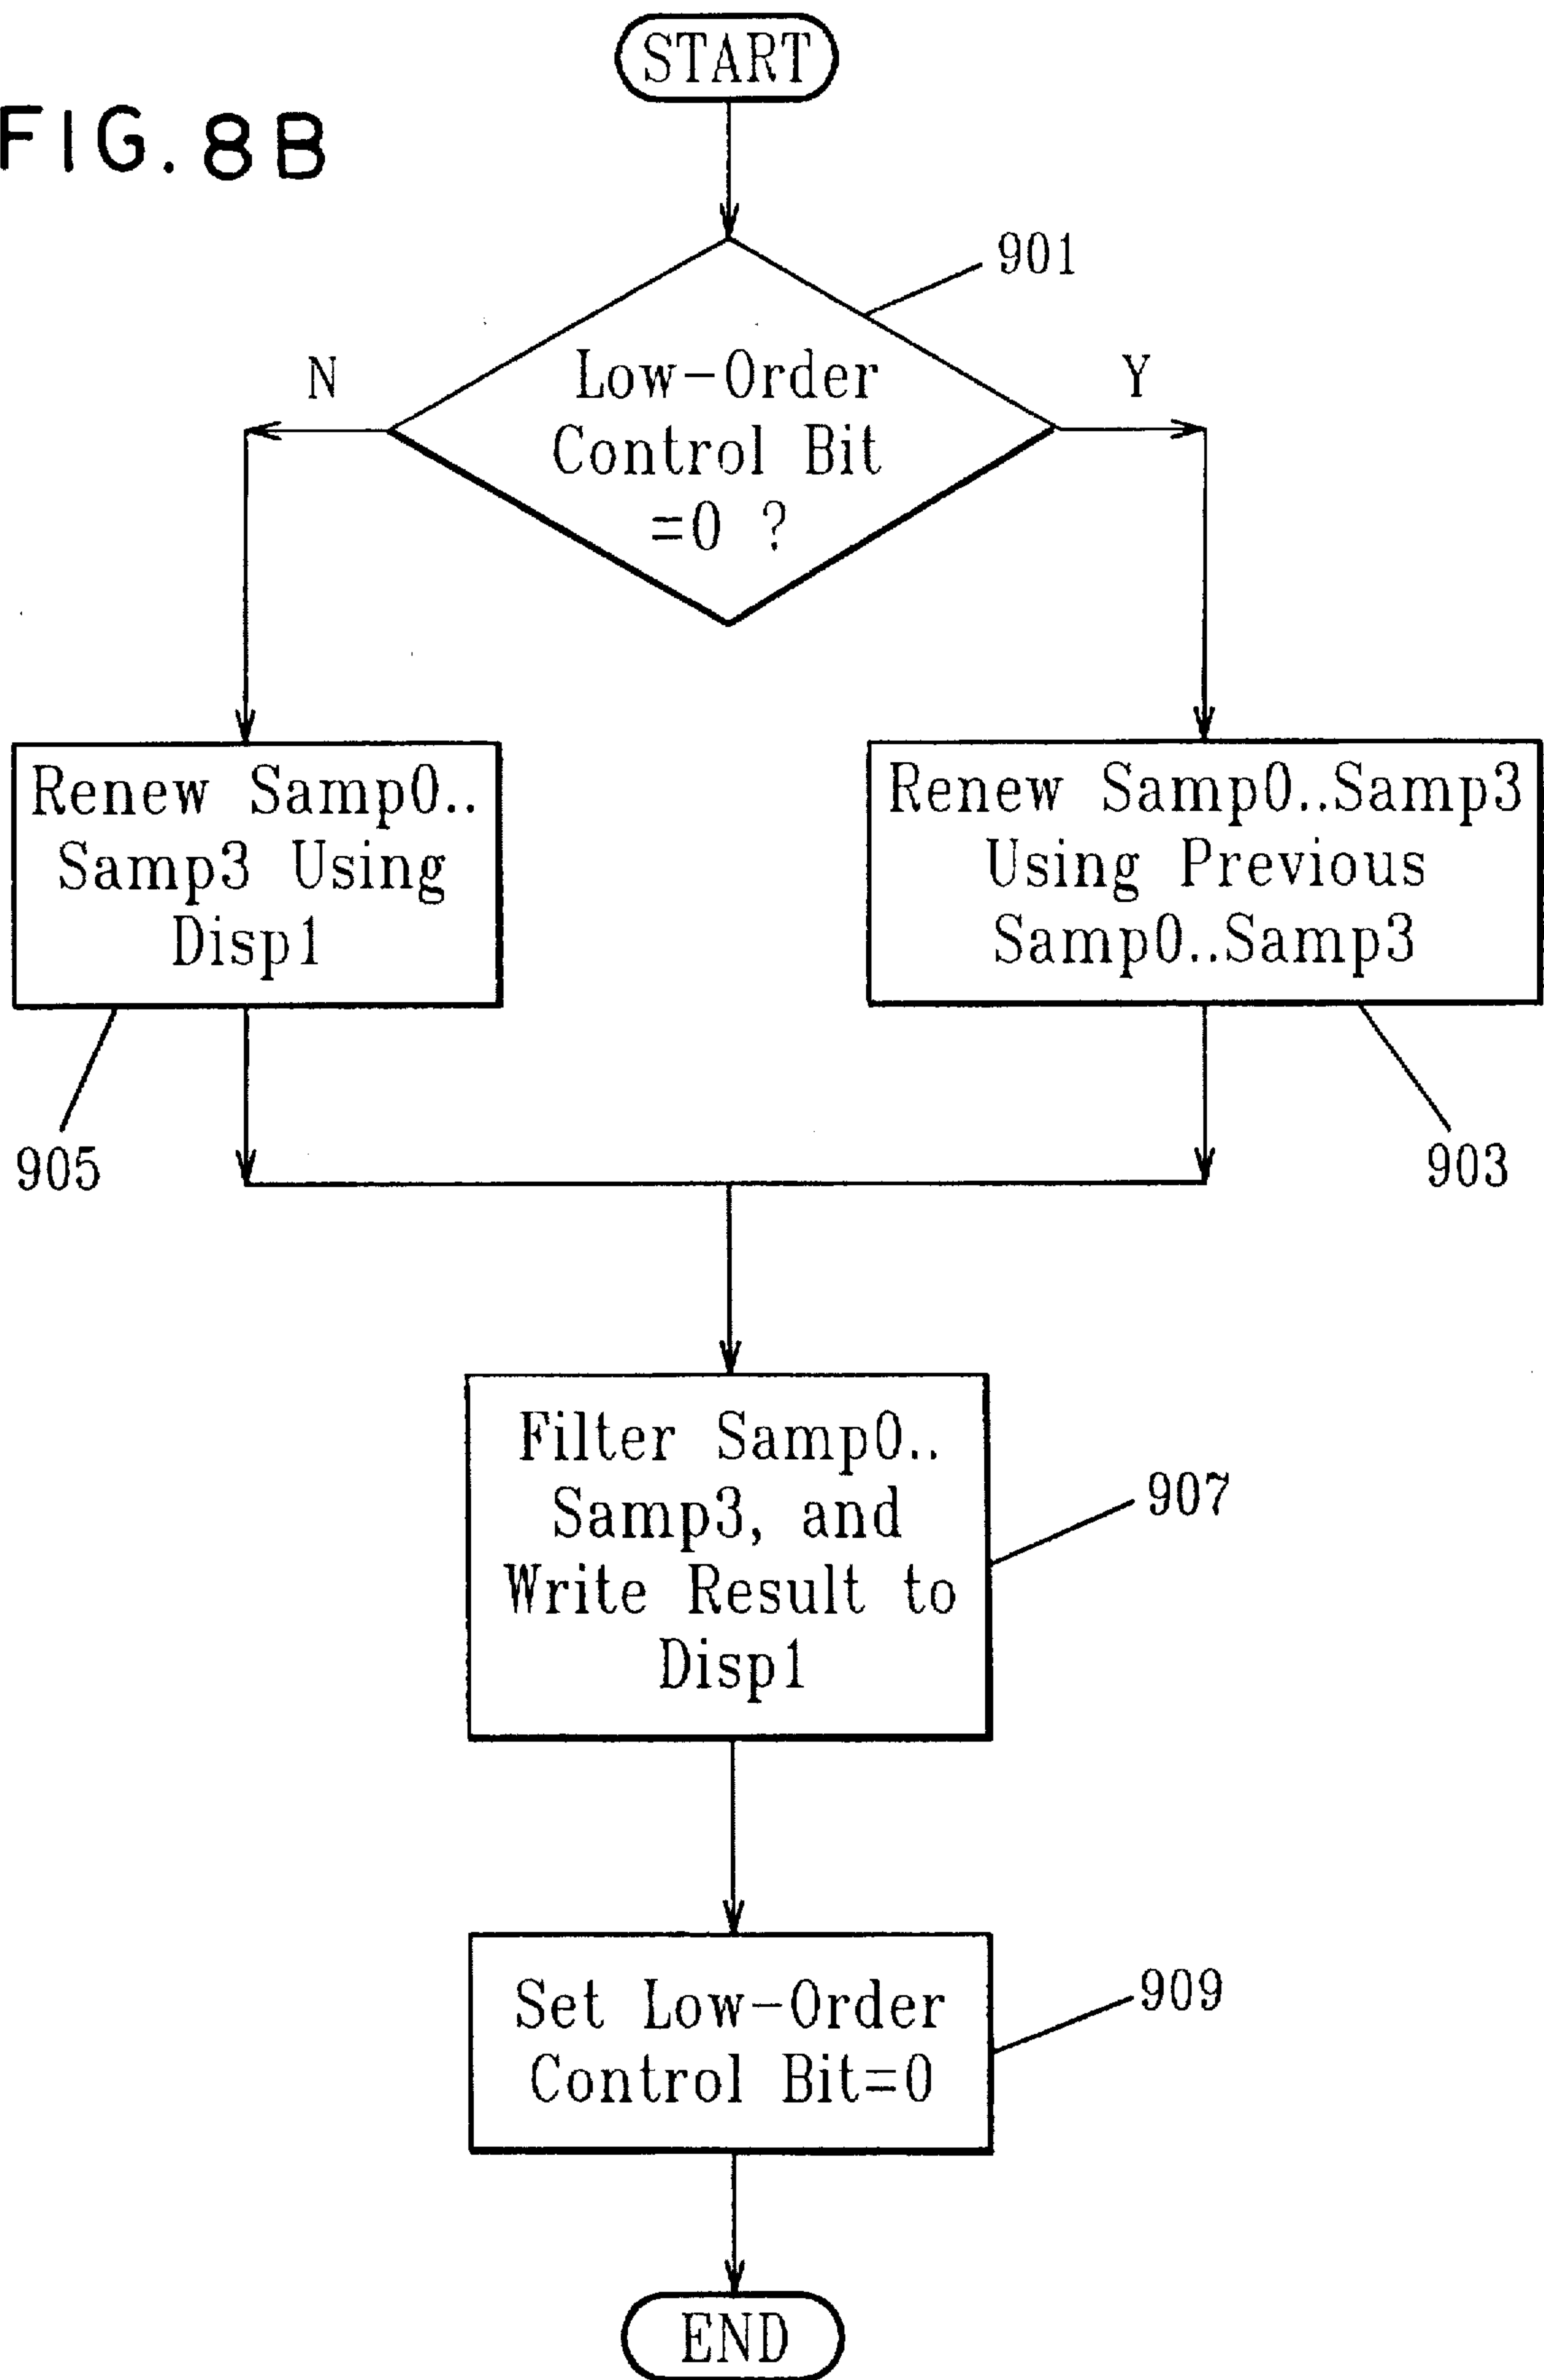 FIG. 8B
START
901
N
Y
Low-Order
Control Bit
=0 ?
Renew Samp0..
Samp3 Using
Disp1
Renew Samp0..Samp3
Using Previous
Samp0..Samp3
905
903
Filter Samp0..
Samp3, and
Write Result to
Disp1
907
Set Low-Order
Control Bit=0
909
END